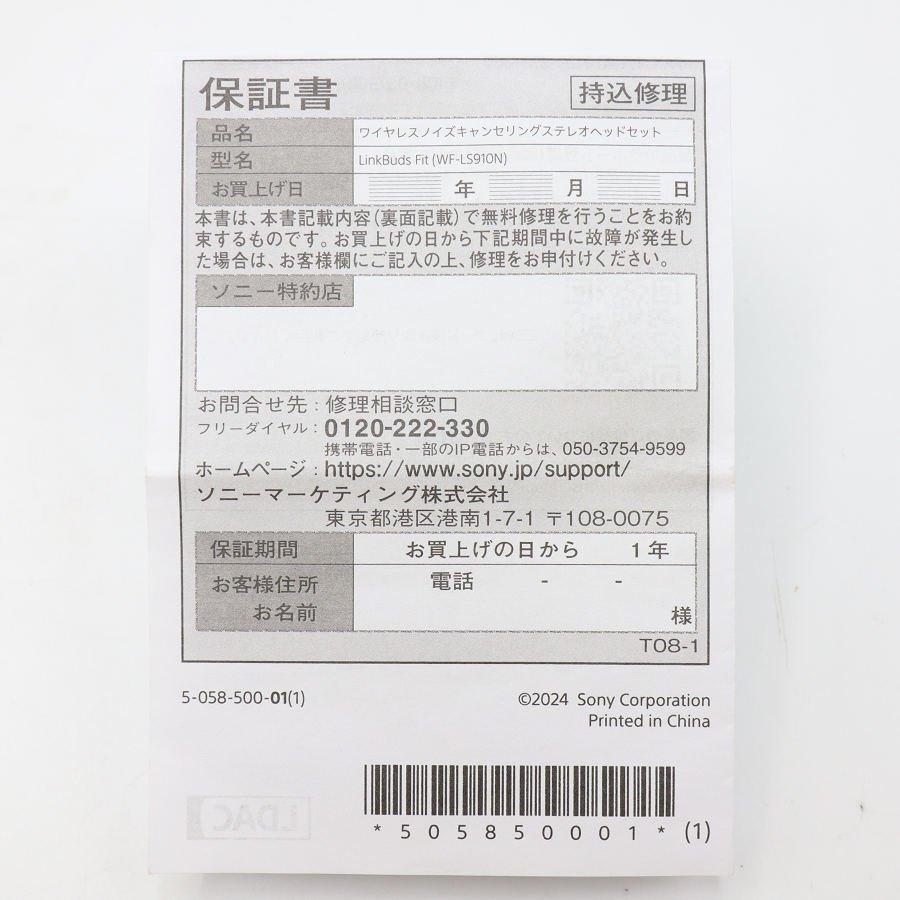 保証書
持込修理
品名 ワイヤレスノイズキャンセリングステレオヘッドセット
型名 LinkBuds Fit (WF-LS910N)
お買上げ日 年 月 日
本書は、本書記載内容（裏面記載）で無料修理を行うことをお約
束するものです。お買上げの日から下記期間中に故障が発生し
た場合は、お客様欄にご記入の上、修理をお申付けください。
ソニー特約店
お問合せ先：修理相談窓口
フリーダイヤル：0120-222-330
携帯電話・一部のIP電話からは、050-3754-9599
ホームページ：https://www.sony.jp/support/
ソニーマーケティング株式会社
東京都港区港南1-7-1 〒108-0075
保証期間 お買上げの日から 1年
お客様住所 電話 - -
お名前 様
T08-1
5-058-500-01(1)
©2024 Sony Corporation
Printed in China
*505850001* (1)
LDAC